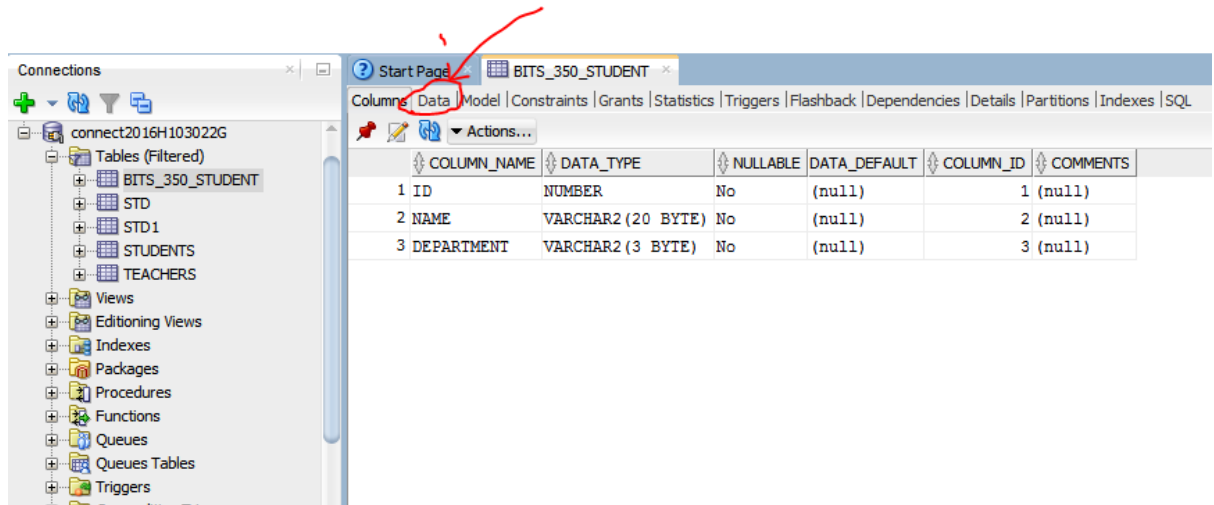 Connections
connect2016H103022G
Tables (Filtered)
BITS_350_STUDENT
STD
STD1
STUDENTS
TEACHERS
Views
Editioning Views
Indexes
Packages
Procedures
Functions
Queues
Queues Tables
Triggers
Start Page BITS_350_STUDENT
Columns Data |Model |Constraints |Grants |Statistics |Triggers |Flashback |Dependencies |Details |Partitions |Indexes |SQL
Actions...
COLUMN_NAME DATA_TYPE NULLABLE DATA_DEFAULT COLUMN_ID COMMENTS
1 ID NUMBER No (null) 1 (null)
2 NAME VARCHAR2(20 BYTE) No (null) 2 (null)
3 DEPARTMENT VARCHAR2(3 BYTE) No (null) 3 (null)